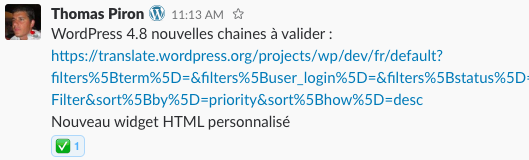 Thomas Piron 11:13 AM
WordPress 4.8 nouvelles chaines à valider :
https://translate.wordpress.org/projects/wp/dev/fr/default?
filters%5Bterm%5D=&filters%5Buser_login%5D=&filters%5Bstatus%5D=
Filter&sort%5Bby%5D=priority&sort%5Bhow%5D=desc
Nouveau widget HTML personnalisé
1